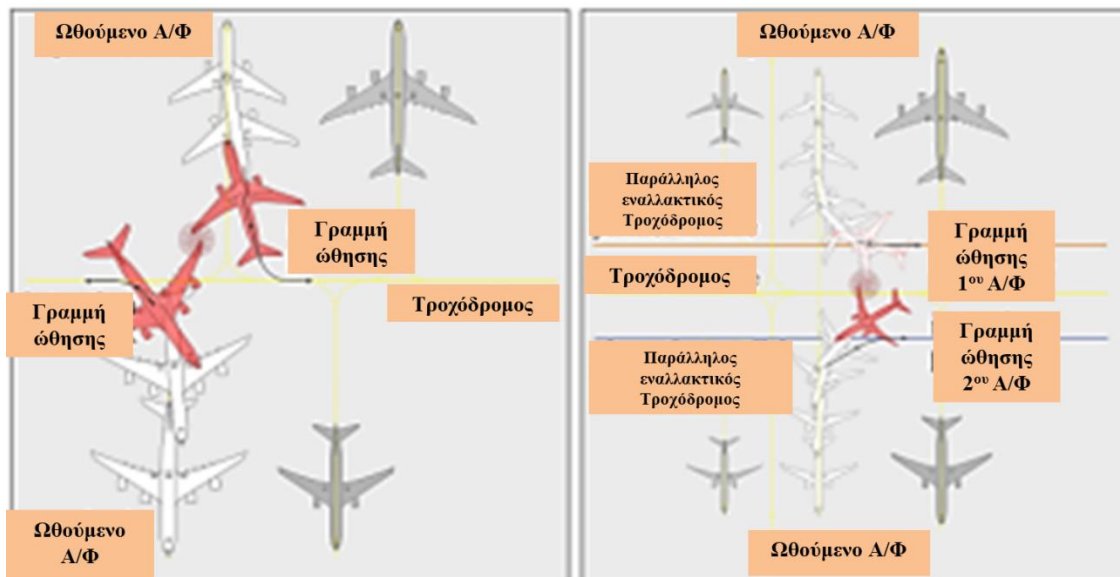 Ωθούμενο Α/Φ
Γραμμή
ώθησης
Γραμμή
ώθησης
Τροχόδρομος
Ωθούμενο
Α/Φ
Ωθούμενο Α/Φ
Παράλληλος
εναλλακτικός
Τροχόδρομος
Τροχόδρομος
Γραμμή
ώθησης
1ου Α/Φ
Παράλληλος
εναλλακτικός
Τροχόδρομος
Γραμμή
ώθησης
2ου Α/Φ
Ωθούμενο Α/Φ